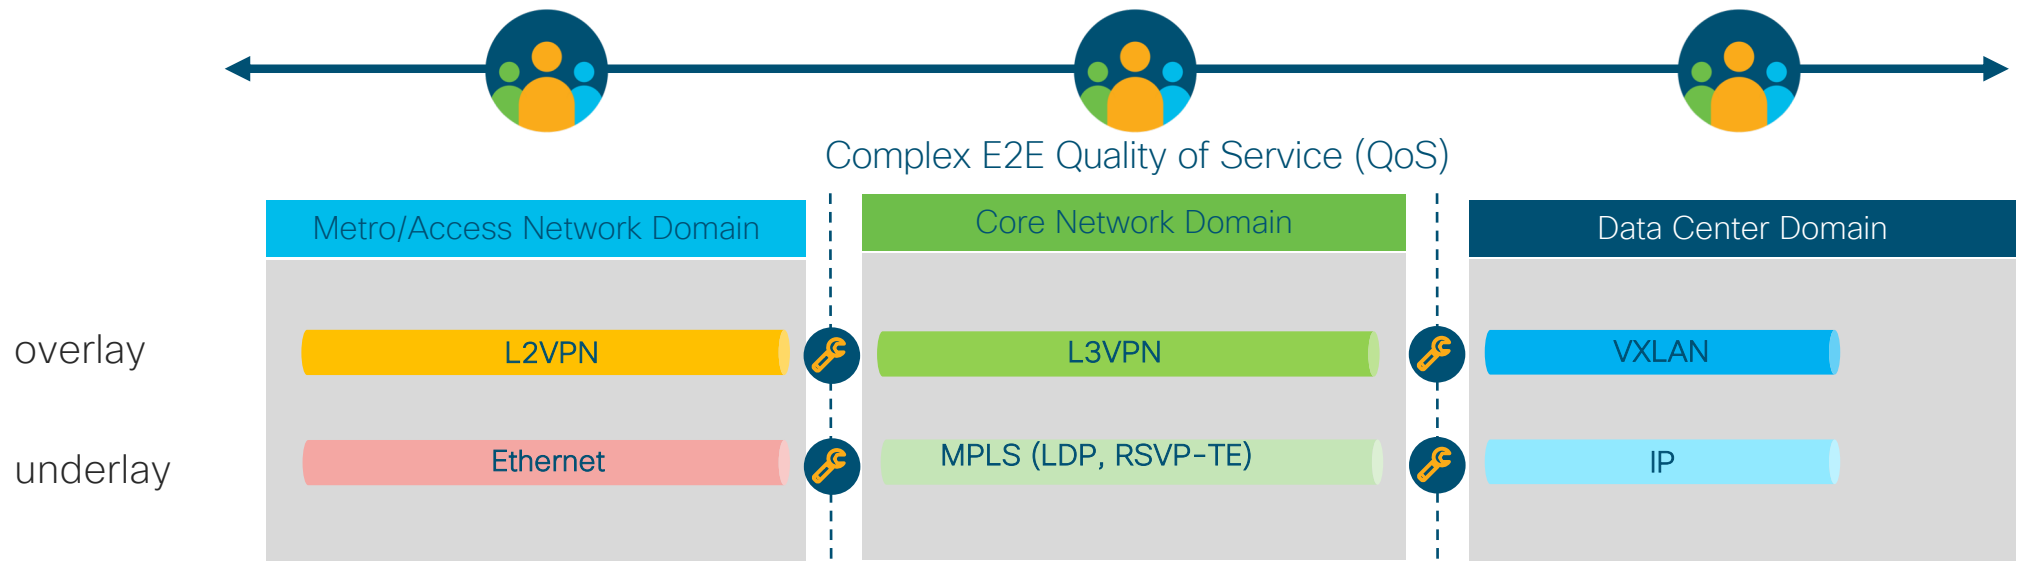 Complex E2E Quality of Service (QoS)
Metro/Access Network Domain
Core Network Domain
Data Center Domain
overlay
L2VPN
L3VPN
VXLAN
underlay
Ethernet
MPLS (LDP, RSVP-TE)
IP